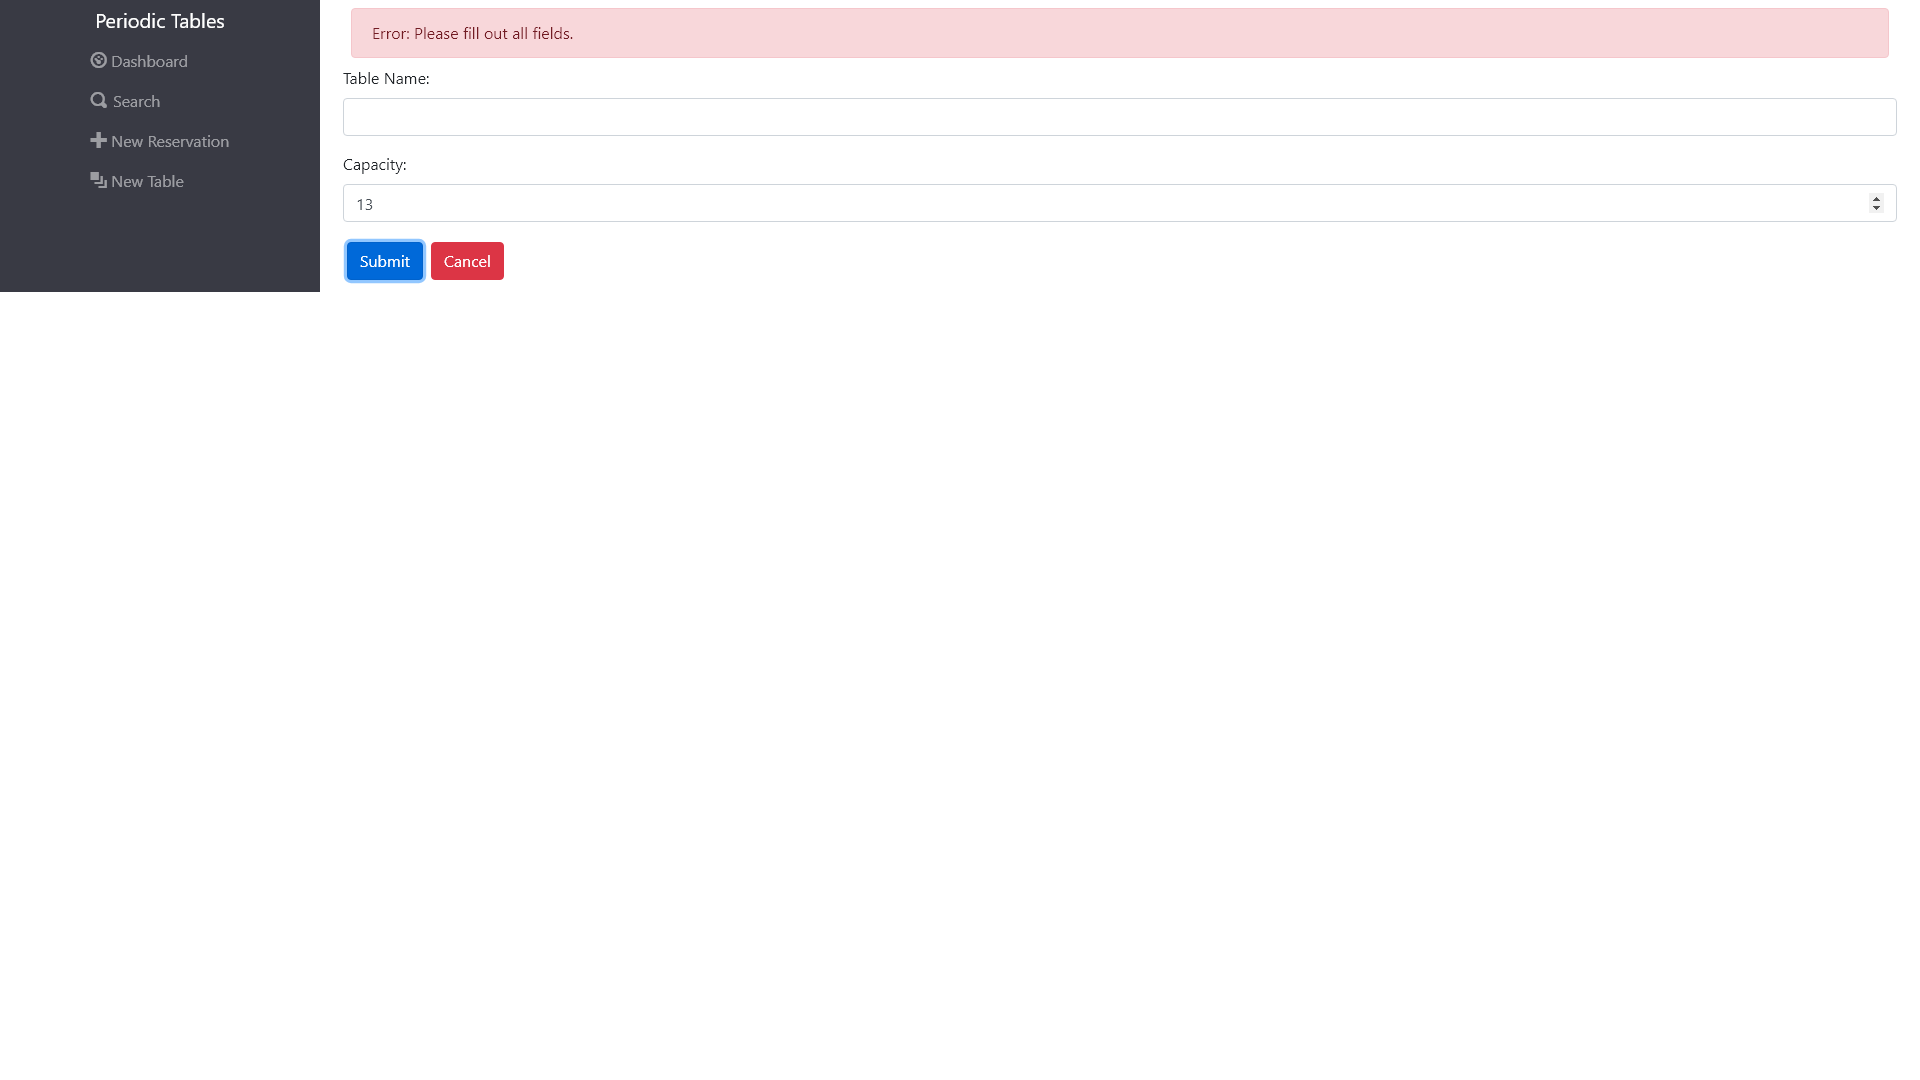 Periodic Tables
Dashboard
Search
New Reservation
New Table
Error: Please fill out all fields.
Table Name:
Capacity:
13
Submit
Cancel